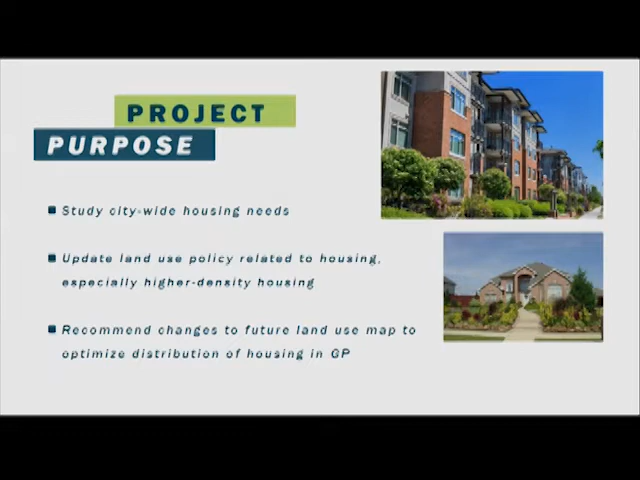 PROJECT
PURPOSE
Study city-wide housing needs
Update land use policy related to housing,
especially higher-density housing
Recommend changes to future land use map to
optimize distribution of housing in GP